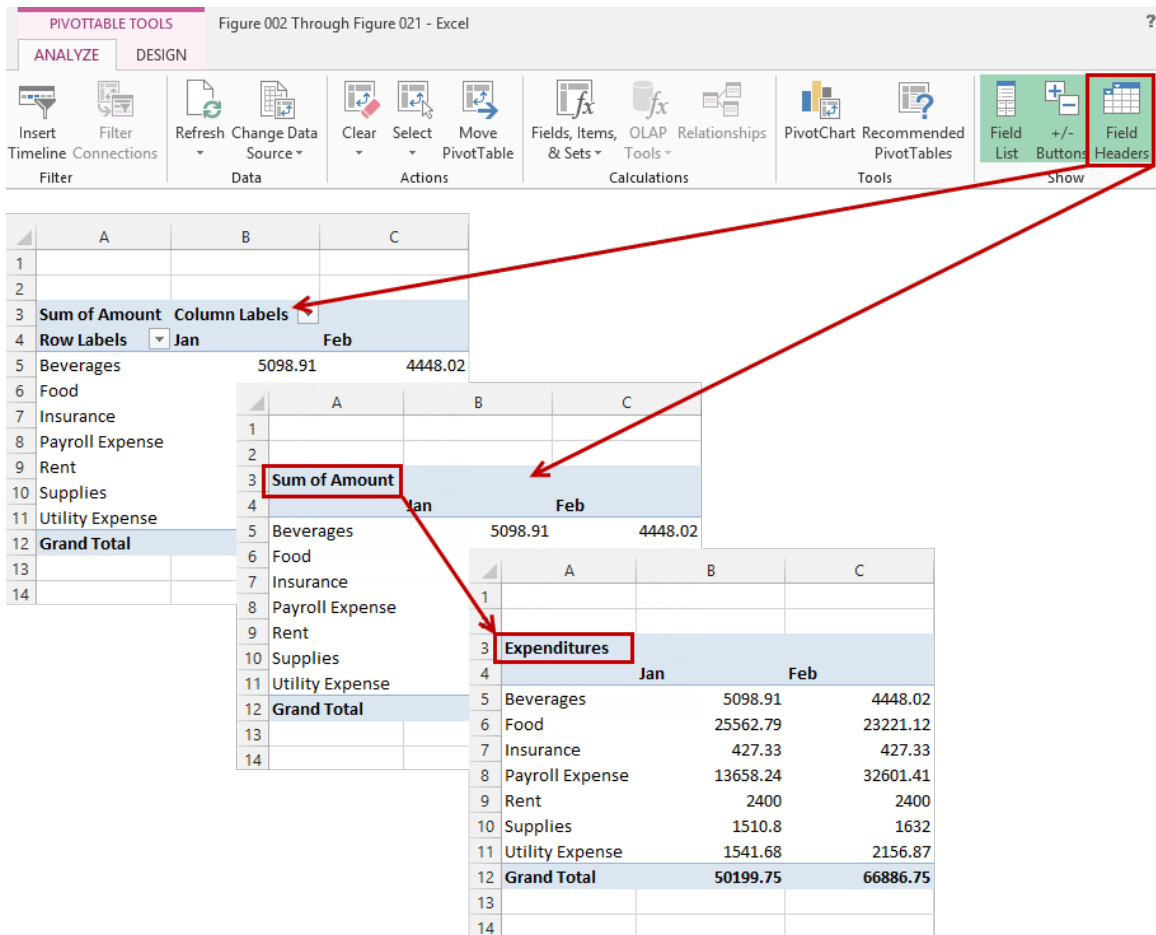 PIVOTTABLE TOOLS Figure 002 Through Figure 021 - Excel ?
ANALYZE DESIGN
Insert Timeline
Filter Connections
Refresh
Change Data Source
Clear
Select
Move PivotTable
Fields, Items, & Sets
OLAP Tools
Relationships
PivotChart
Recommended PivotTables
Field List
+/- Buttons
Field Headers
Filter Data Actions Calculations Tools Show
A B C
1
2
3 Sum of Amount Column Labels
4 Row Labels Jan Feb
5 Beverages 5098.91 4448.02
6 Food
7 Insurance
8 Payroll Expense
9 Rent
10 Supplies
11 Utility Expense
12 Grand Total
13
14
A B C
1
2
3 Sum of Amount
4 Jan Feb
5 Beverages 5098.91 4448.02
6 Food
7 Insurance
8 Payroll Expense
9 Rent
10 Supplies
11 Utility Expense
12 Grand Total
13
14
A B C
1
3 Expenditures
4 Jan Feb
5 Beverages 5098.91 4448.02
6 Food 25562.79 23221.12
7 Insurance 427.33 427.33
8 Payroll Expense 13658.24 32601.41
9 Rent 2400 2400
10 Supplies 1510.8 1632
11 Utility Expense 1541.68 2156.87
12 Grand Total 50199.75 66886.75
13
14